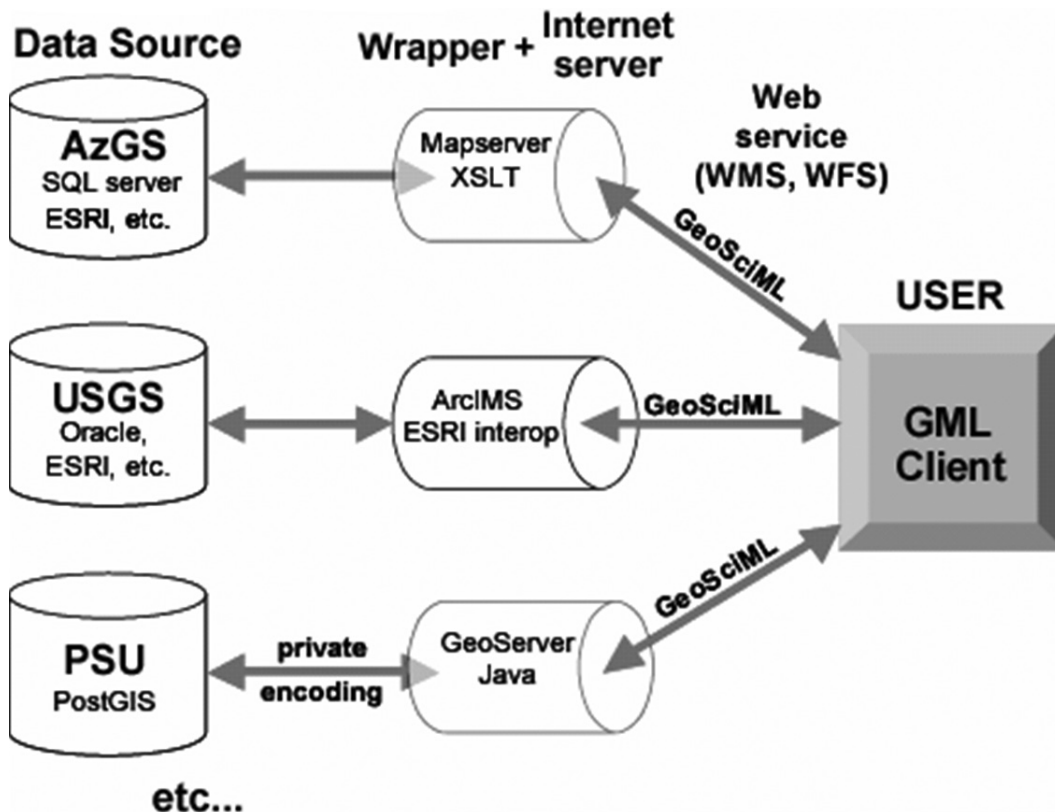 Data Source
Wrapper + Internet
server
Web
service
(WMS, WFS)
AzGS
SQL server
ESRI, etc.
Mapserver
XSLT
GeoSciML
USER
GML
Client
USGS
Oracle,
ESRI, etc.
ArcIMS
ESRI interop
GeoSciML
PSU
PostGIS
private
encoding
GeoServer
Java
GeoSciML
etc...